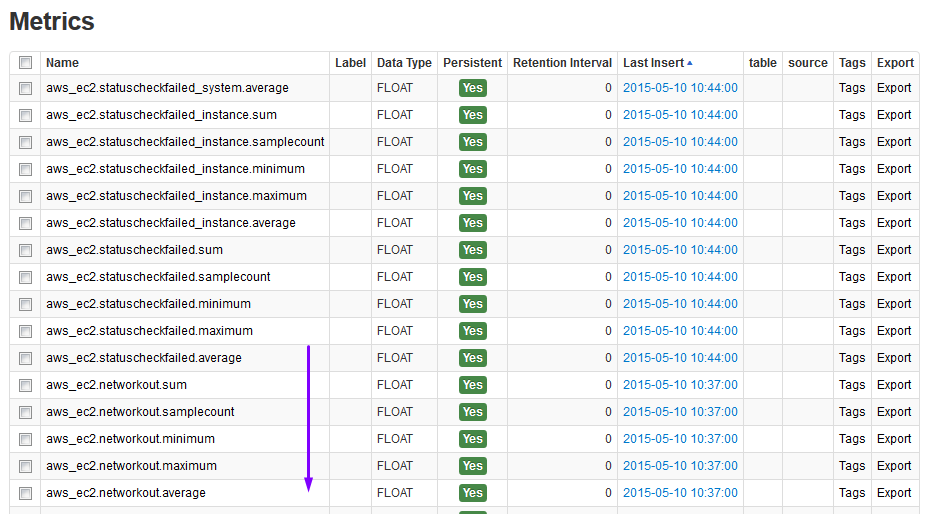 Metrics
Name Label Data Type Persistent Retention Interval Last Insert table source Tags Export
aws_ec2.statuscheckfailed_system.average FLOAT Yes 0 2015-05-10 10:44:00 Tags Export
aws_ec2.statuscheckfailed_instance.sum FLOAT Yes 0 2015-05-10 10:44:00 Tags Export
aws_ec2.statuscheckfailed_instance.samplecount FLOAT Yes 0 2015-05-10 10:44:00 Tags Export
aws_ec2.statuscheckfailed_instance.minimum FLOAT Yes 0 2015-05-10 10:44:00 Tags Export
aws_ec2.statuscheckfailed_instance.maximum FLOAT Yes 0 2015-05-10 10:44:00 Tags Export
aws_ec2.statuscheckfailed_instance.average FLOAT Yes 0 2015-05-10 10:44:00 Tags Export
aws_ec2.statuscheckfailed.sum FLOAT Yes 0 2015-05-10 10:44:00 Tags Export
aws_ec2.statuscheckfailed.samplecount FLOAT Yes 0 2015-05-10 10:44:00 Tags Export
aws_ec2.statuscheckfailed.minimum FLOAT Yes 0 2015-05-10 10:44:00 Tags Export
aws_ec2.statuscheckfailed.maximum FLOAT Yes 0 2015-05-10 10:44:00 Tags Export
aws_ec2.statuscheckfailed.average FLOAT Yes 0 2015-05-10 10:44:00 Tags Export
aws_ec2.networkout.sum FLOAT Yes 0 2015-05-10 10:37:00 Tags Export
aws_ec2.networkout.samplecount FLOAT Yes 0 2015-05-10 10:37:00 Tags Export
aws_ec2.networkout.minimum FLOAT Yes 0 2015-05-10 10:37:00 Tags Export
aws_ec2.networkout.maximum FLOAT Yes 0 2015-05-10 10:37:00 Tags Export
aws_ec2.networkout.average FLOAT Yes 0 2015-05-10 10:37:00 Tags Export